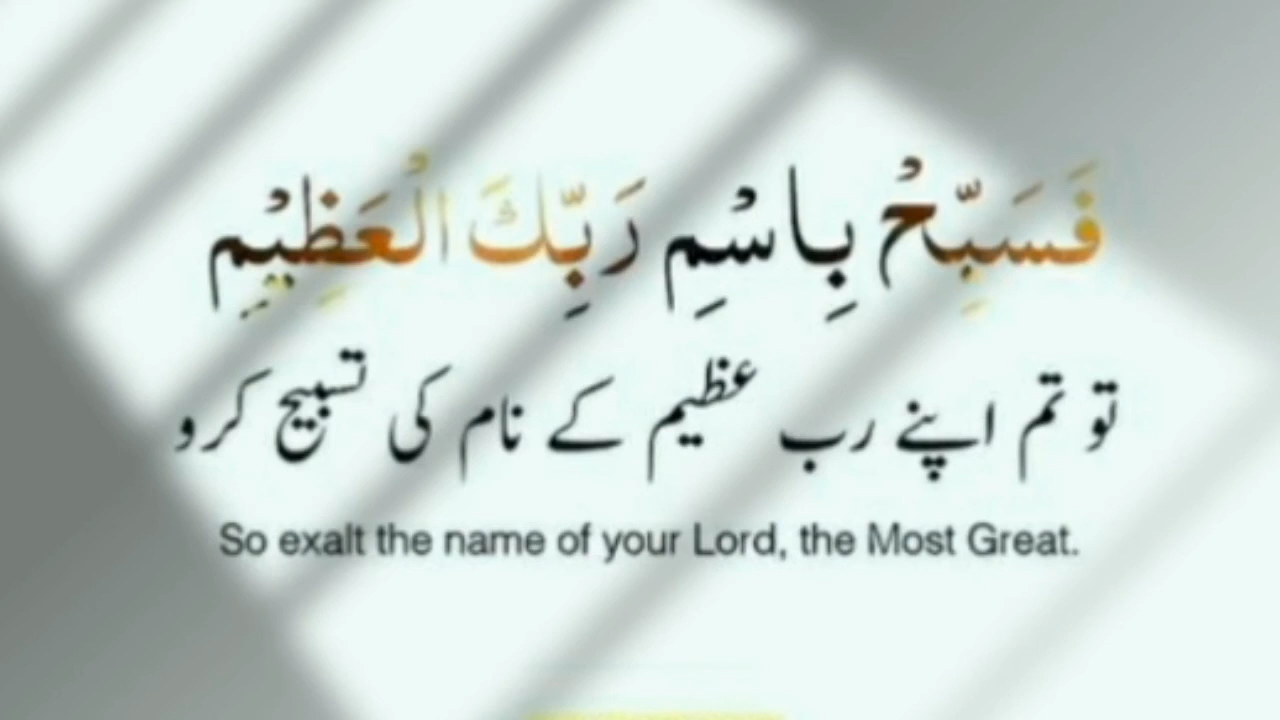 فَسَبِّحْ بِاسْمِ رَبِّكَ الْعَظِيْمِ
تو تم اپنے رب عظیم کے نام کی تسبیح کرو
So exalt the name of your Lord, the Most Great.